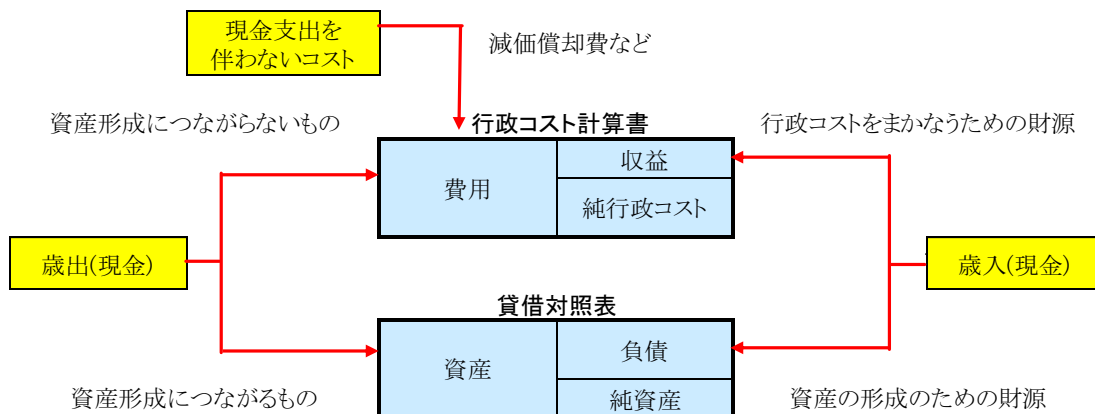 現金支出を
伴わないコスト
減価償却費など
資産形成につながらないもの
行政コスト計算書
行政コストをまかなうための財源
費用
収益
純行政コスト
歳出(現金)
歳入(現金)
貸借対照表
資産
負債
純資産
資産形成につながるもの
資産の形成のための財源